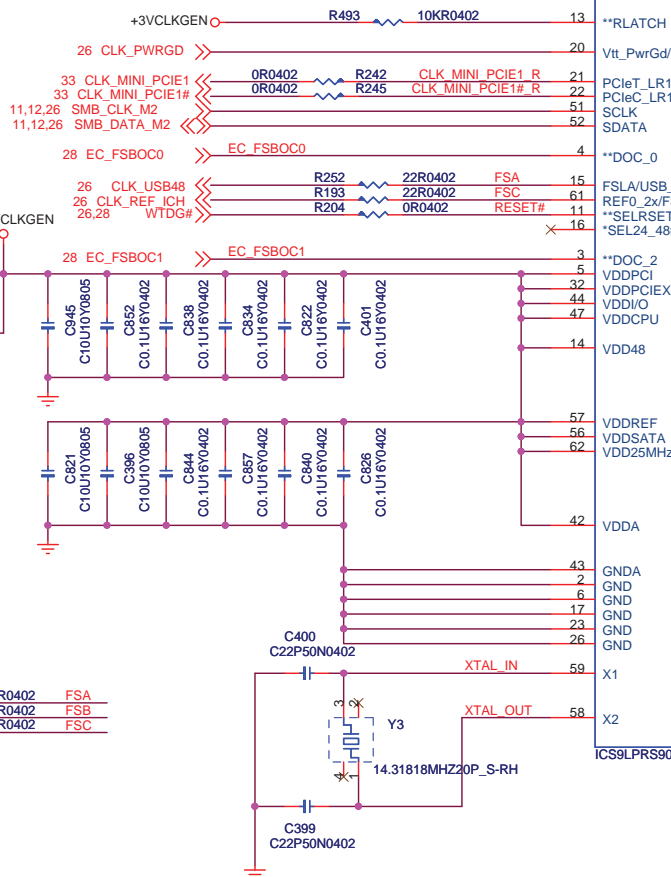 +3VCLKGEN R493 10KR0402 13 **RLATCH
26 CLK_PWRGD 20 Vtt_PwrGd/
33 CLK_MINI_PCIE1 0R0402 R242 CLK_MINI_PCIE1_R 21 PCIeT_LR1
33 CLK_MINI_PCIE1# 0R0402 R245 CLK_MINI_PCIE1#_R 22 PCIeC_LR1
11,12,26 SMB_CLK_M2 51 SCLK
11,12,26 SMB_DATA_M2 52 SDATA
28 EC_FSBOC0 EC_FSBOC0 4 **DOC_0
26 CLK_USB48 R252 22R0402 FSA 15 FSLA/USB_
26 CLK_REF_ICH R193 22R0402 FSC 61 REF0_2x/F
26,28 WTDG# R204 0R0402 RESET# 11 **SELRSET
16 *SEL24_48
CLKGEN
28 EC_FSBOC1 EC_FSBOC1 3 **DOC_2
5 VDDPCI
32 VDDPCIEX
44 VDDI/O
47 VDDCPU
14 VDD48
C945 C10U10Y0805
C852 C0.1U16Y0402
C838 C0.1U16Y0402
C834 C0.1U16Y0402
C822 C0.1U16Y0402
C401 C0.1U16Y0402
57 VDDREF
56 VDDSATA
62 VDD25MHz
C821 C10U10Y0805
C396 C10U10Y0805
C844 C0.1U16Y0402
C857 C0.1U16Y0402
C840 C0.1U16Y0402
C826 C0.1U16Y0402
42 VDDA
43 GNDA
2 GND
6 GND
17 GND
23 GND
26 GND
C400
C22P50N0402
XTAL_IN 59 X1
R0402 FSA
R0402 FSB
R0402 FSC
3 2
XTAL_OUT 58 X2
Y3
ICS9LPRS90
14.31818MHZ20P_S-RH
4 1
C399
C22P50N0402